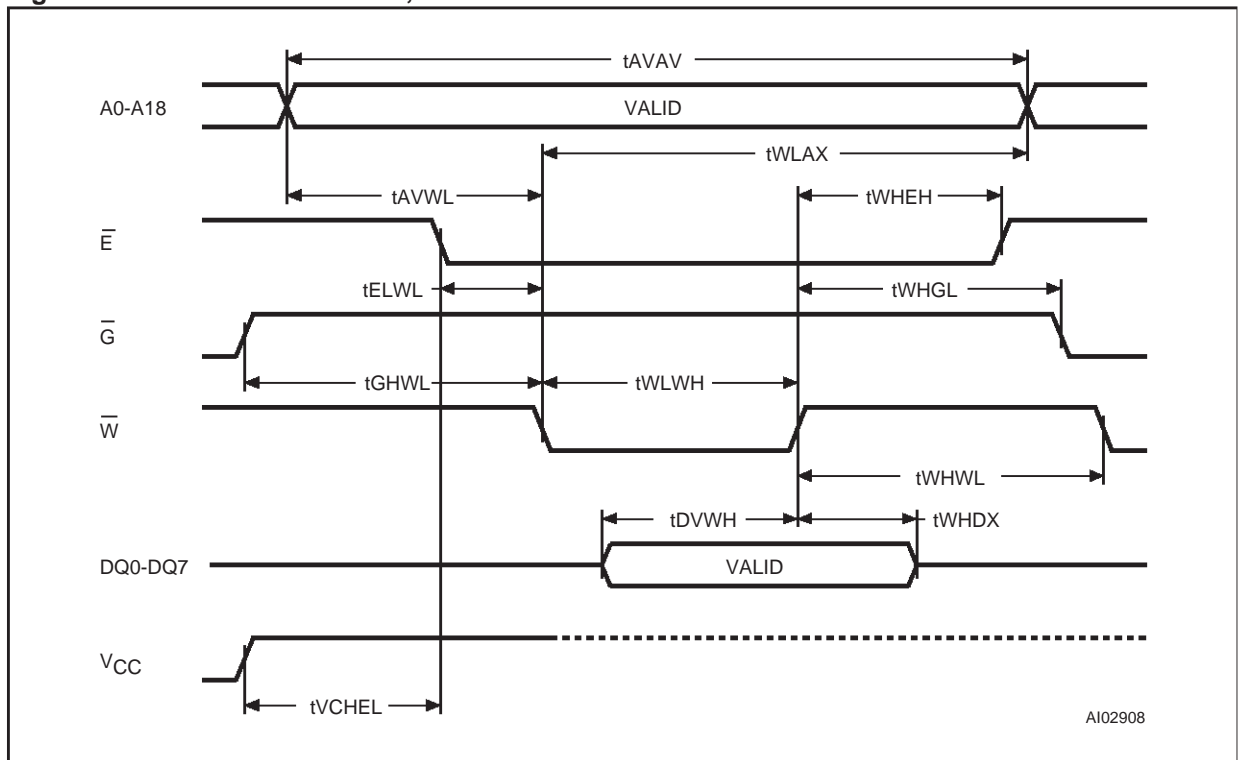 tAVAV
A0-A18
VALID
tWLAX
tAVWL
tWHEH
E
tELWL
tWHGL
G
tGHWL
tWLWH
W
tWHWL
tDVWH
tWHDX
DQ0-DQ7
VALID
VCC
tVCHEL
AI02908